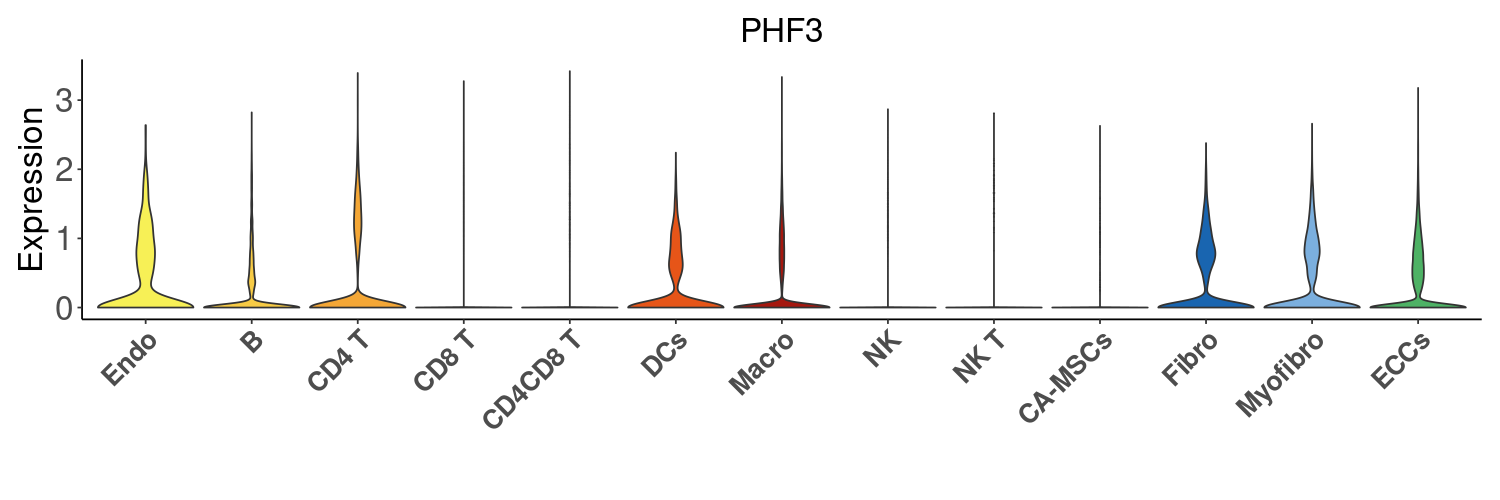 PHF3
Expression
3
2
1
0
Endo
B
CD4 T
CD8 T
CD4CD8 T
DCs
Macro
NK
NK T
CA-MSCs
Fibro
Myofibro
ECCs